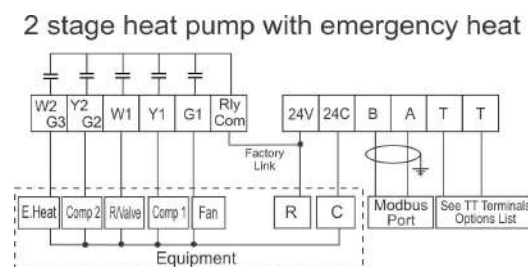 2 stage heat pump with emergency heat
W2 G3 Y2 G2 W1 Y1 G1 Rly Com 24V 24C B A T T
Factory Link
E.Heat Comp 2 R/Valve Comp 1 Fan R C Modbus Port See TT Terminals Options List
Equipment